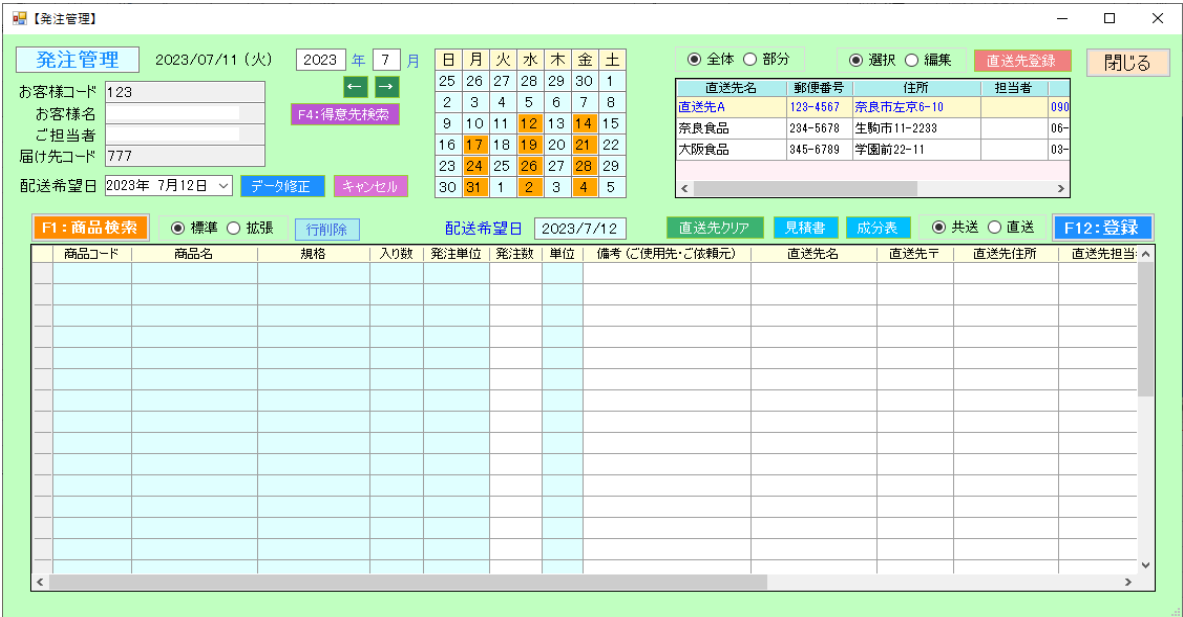 【発注管理】
発注管理 2023/07/11 (火) 2023 年 7 月
← →
F4:得意先検索
お客様コード 123
お客様名
ご担当者
届け先コード 777
配送希望日 2023年 7月12日 データ修正 キャンセル
日 月 火 水 木 金 土
25 26 27 28 29 30 1
2 3 4 5 6 7 8
9 10 11 12 13 14 15
16 17 18 19 20 21 22
23 24 25 26 27 28 29
30 31 1 2 3 4 5
全体 部分 選択 編集 直送先登録 閉じる
直送先名 郵便番号 住所 担当者
直送先A 123-4567 奈良市左京6-10 090
奈良食品 234-5678 生駒市11-2233 06-
大阪食品 345-6789 学園前22-11 03-
F1:商品検索 標準 拡張 行削除 配送希望日 2023/7/12 直送先クリア 見積書 成分表 共送 直送 F12:登録
商品コード 商品名 規格 入り数 発注単位 発注数 単位 備考(ご使用先・ご依頼元) 直送先名 直送先〒 直送先住所 直送先担当